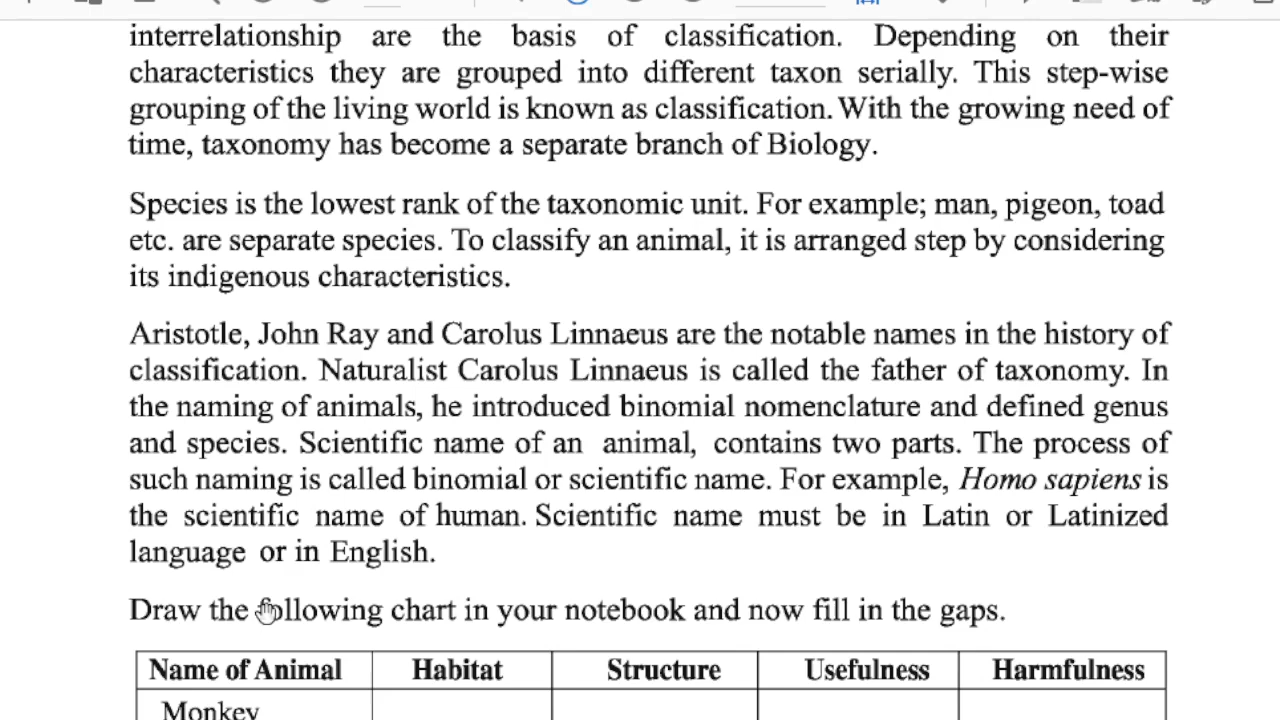 interrelationship are the basis of classification. Depending on their
characteristics they are grouped into different taxon serially. This step-wise
grouping of the living world is known as classification. With the growing need of
time, taxonomy has become a separate branch of Biology.
Species is the lowest rank of the taxonomic unit. For example; man, pigeon, toad
etc. are separate species. To classify an animal, it is arranged step by considering
its indigenous characteristics.
Aristotle, John Ray and Carolus Linnaeus are the notable names in the history of
classification. Naturalist Carolus Linnaeus is called the father of taxonomy. In
the naming of animals, he introduced binomial nomenclature and defined genus
and species. Scientific name of an animal, contains two parts. The process of
such naming is called binomial or scientific name. For example, Homo sapiens is
the scientific name of human. Scientific name must be in Latin or Latinized
language or in English.
Draw the following chart in your notebook and now fill in the gaps.
Name of Animal Habitat Structure Usefulness Harmfulness
Monkey